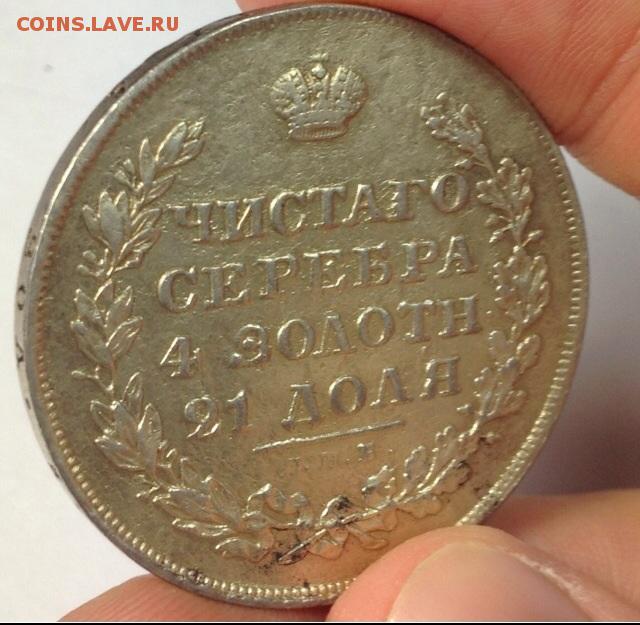 COINS.LAVE.RU
ЧИСТАГО
СЕРЕБРА
4 ЗОЛОТН
21 ДОЛЯ